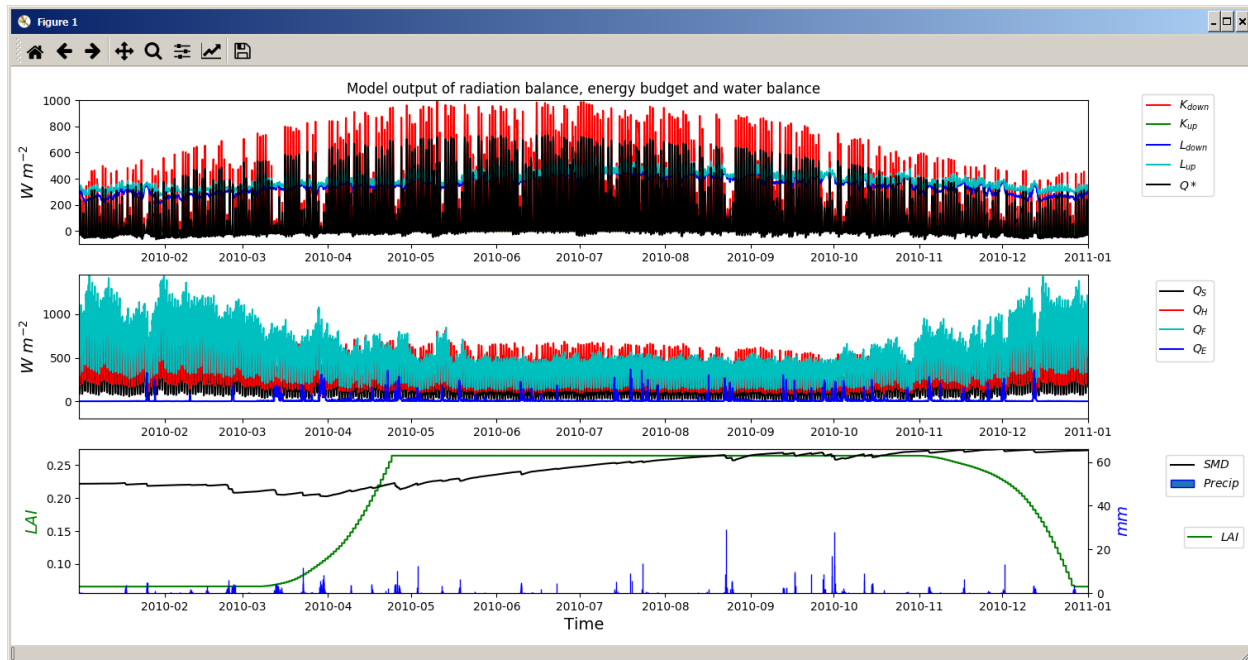 Figure 1
Model output of radiation balance, energy budget and water balance
1000
800
600
400
200
0
W m⁻²
2010-02 2010-03 2010-04 2010-05 2010-06 2010-07 2010-08 2010-09 2010-10 2010-11 2010-12 2011-01
K_down
K_up
L_down
L_up
Q*
1000
500
0
W m⁻²
2010-02 2010-03 2010-04 2010-05 2010-06 2010-07 2010-08 2010-09 2010-10 2010-11 2010-12 2011-01
Q_S
Q_H
Q_F
Q_E
0.25
0.20
0.15
0.10
LAI
60
40
20
0
mm
2010-02 2010-03 2010-04 2010-05 2010-06 2010-07 2010-08 2010-09 2010-10 2010-11 2010-12 2011-01
Time
SMD
Precip
LAI